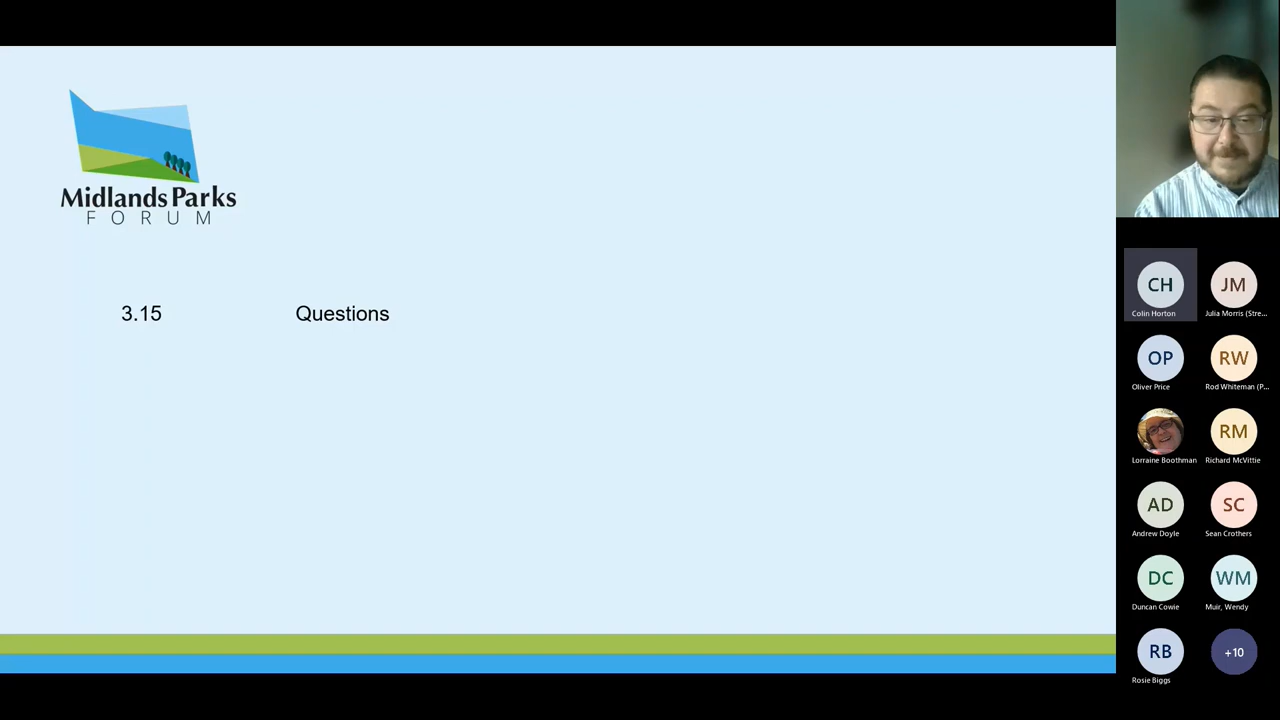 Midlands Parks
FORUM
3.15 Questions
CH
Colin Horton
JM
Julia Morris (Stre...
OP
Oliver Price
RW
Rod Whiteman (P...
Lorraine Boothman
RM
Richard McVittie
AD
Andrew Doyle
SC
Sean Crothers
DC
Duncan Cowie
WM
Muir, Wendy
RB
Rosie Biggs
+10